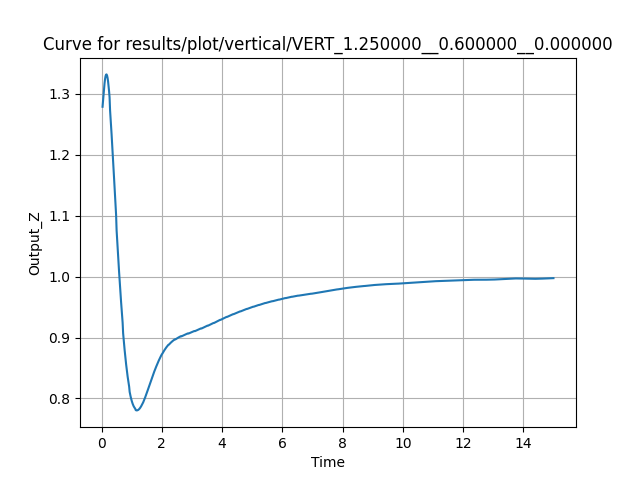 Curve for results/plot/vertical/VERT_1.250000__0.600000__0.000000
1.3
1.2
1.1
1.0
0.9
0.8
Output_Z
0 2 4 6 8 10 12 14
Time